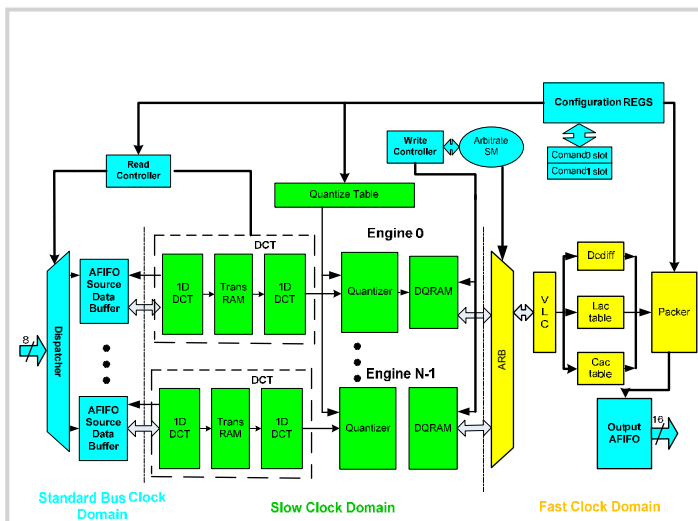 Configuration REGS
Write
Controller
Arbitrate
SM
Comand0 slot
Comand1 slot
Read
Controller
Quantize Table
DCT
Engine 0
AFIFO
Source
Data
Buffer
1D
DCT
Trans
RAM
1D
DCT
Quantizer
DQRAM
Dcdiff
8
Dispatcher
ARB
VLC
Lac
table
Packer
Engine N-1
DCT
Cac
table
AFIFO
Source
Data
Buffer
1D
DCT
Trans
RAM
1D
DCT
Quantizer
DQRAM
Output
AFIFO
16
Standard Bus Clock
Domain
Slow Clock Domain
Fast Clock Domain